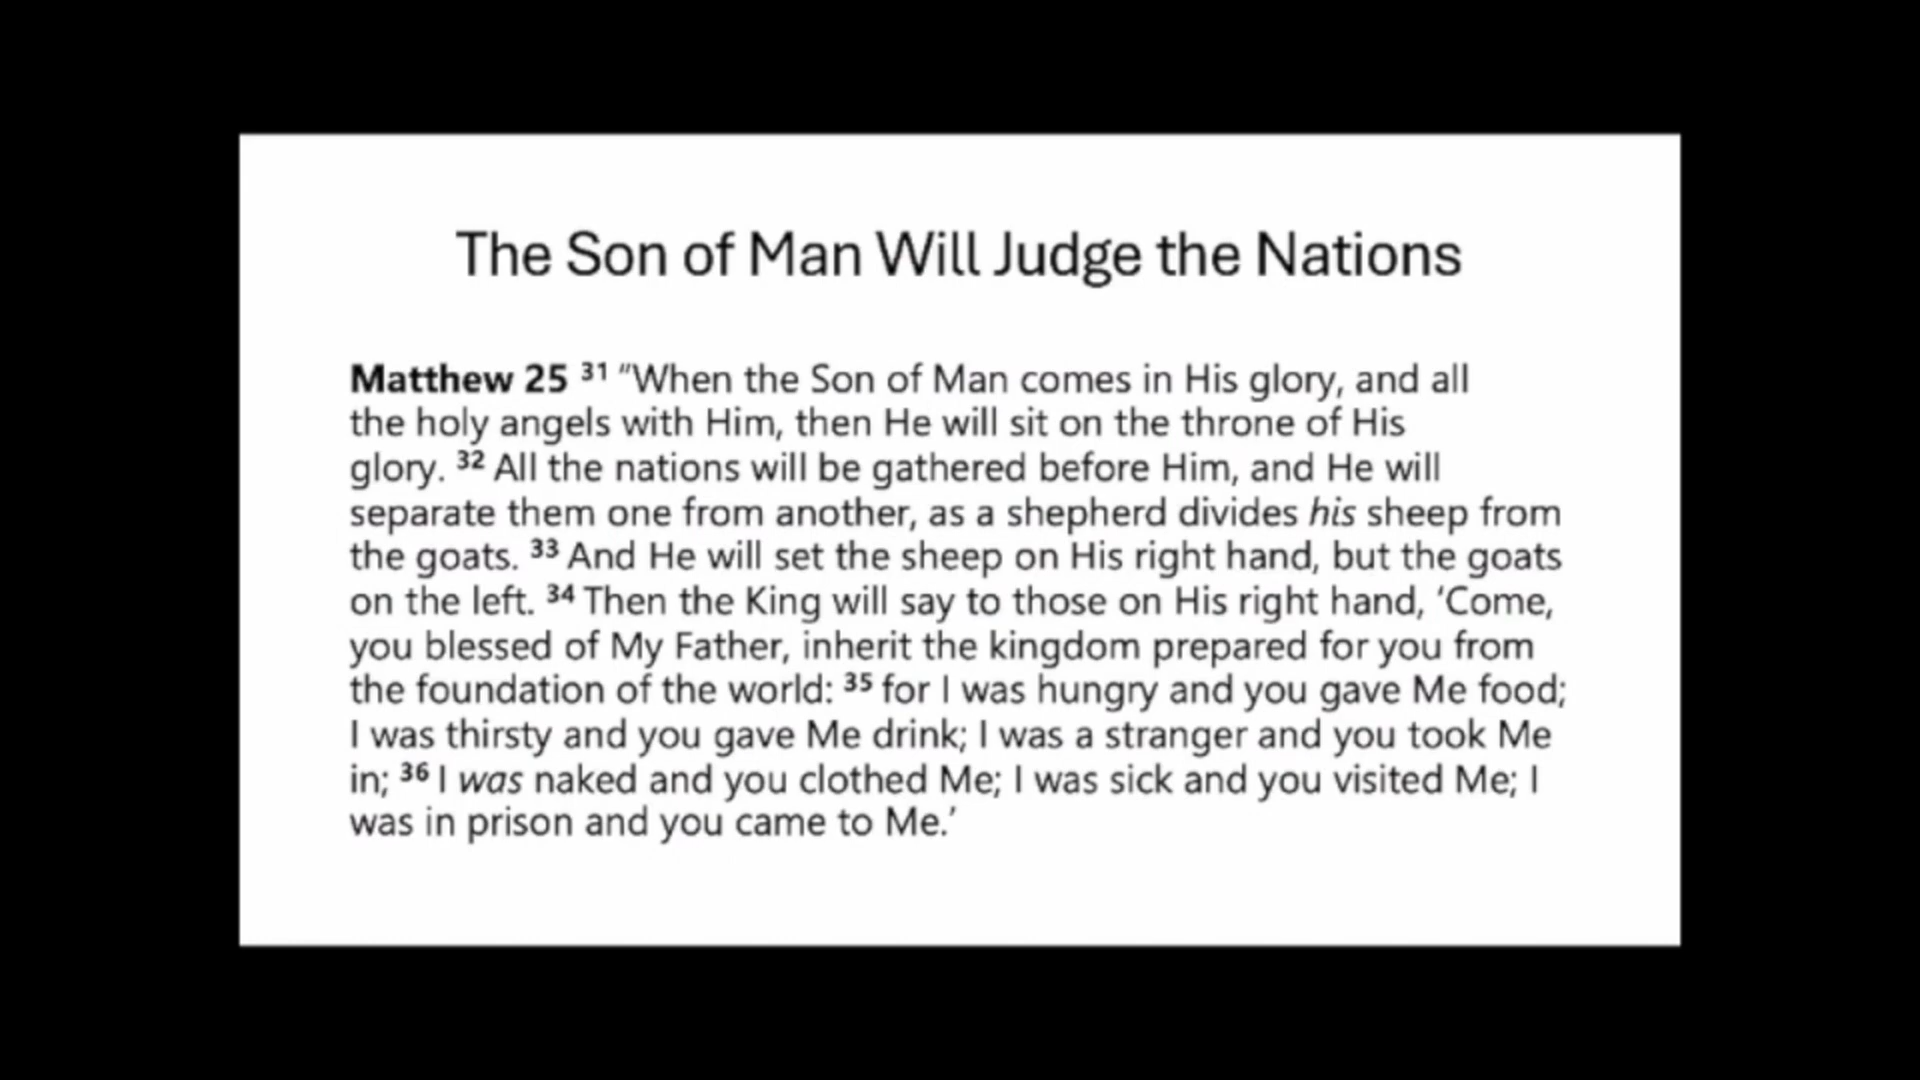 The Son of Man Will Judge the Nations
Matthew 25 ³¹ “When the Son of Man comes in His glory, and all
the holy angels with Him, then He will sit on the throne of His
glory. ³² All the nations will be gathered before Him, and He will
separate them one from another, as a shepherd divides his sheep from
the goats. ³³ And He will set the sheep on His right hand, but the goats
on the left. ³⁴ Then the King will say to those on His right hand, ‘Come,
you blessed of My Father, inherit the kingdom prepared for you from
the foundation of the world: ³⁵ for I was hungry and you gave Me food;
I was thirsty and you gave Me drink; I was a stranger and you took Me
in; ³⁶ I was naked and you clothed Me; I was sick and you visited Me; I
was in prison and you came to Me.’